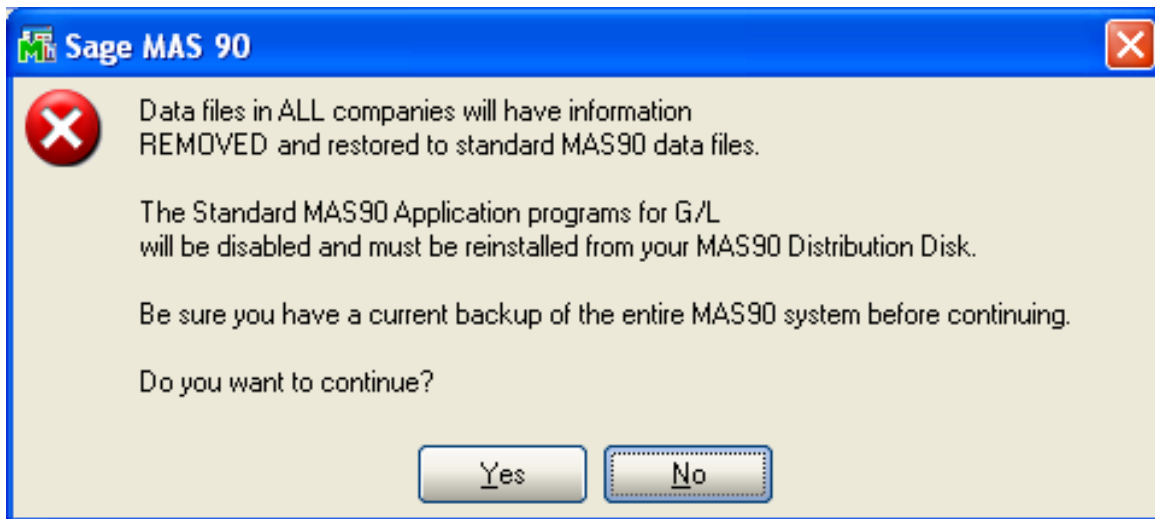 Sage MAS 90
Data files in ALL companies will have information
REMOVED and restored to standard MAS90 data files.
The Standard MAS90 Application programs for G/L
will be disabled and must be reinstalled from your MAS90 Distribution Disk.
Be sure you have a current backup of the entire MAS90 system before continuing.
Do you want to continue?
Yes
No